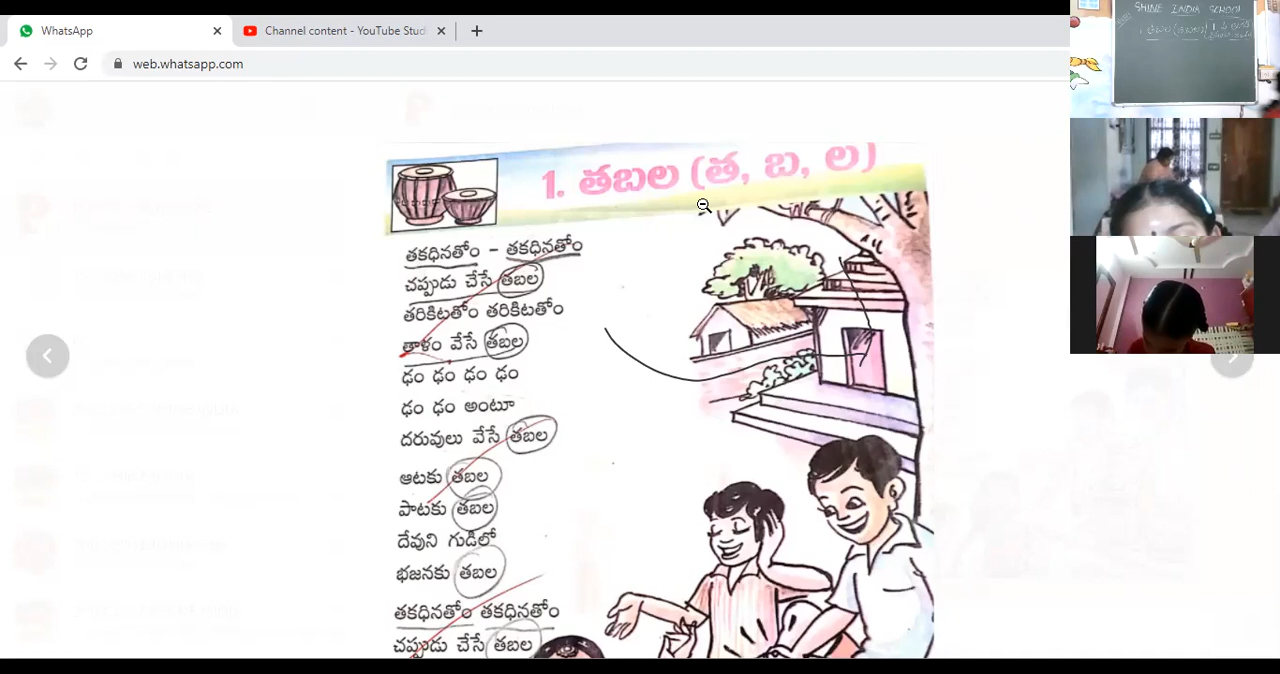 WhatsApp
Channel content - YouTube Stud
web.whatsapp.com
1. తబల (త, బ, ల)
తకధినతోం - తకధినతోం
చప్పుడు చేసే తబల
తరికిటతోం తరికిటతోం
తాళం వేసే తబల
ఢం ఢం ఢం ఢం
ఢం ఢం అంటూ
దరువులు వేసే తబల
ఆటకు తబల
పాటకు తబల
దేవుని గుడిలో
భజనకు తబల
తకధినతోం తకధినతోం
చప్పుడు చేసే తబల
SHINE INDIA SCHOOL